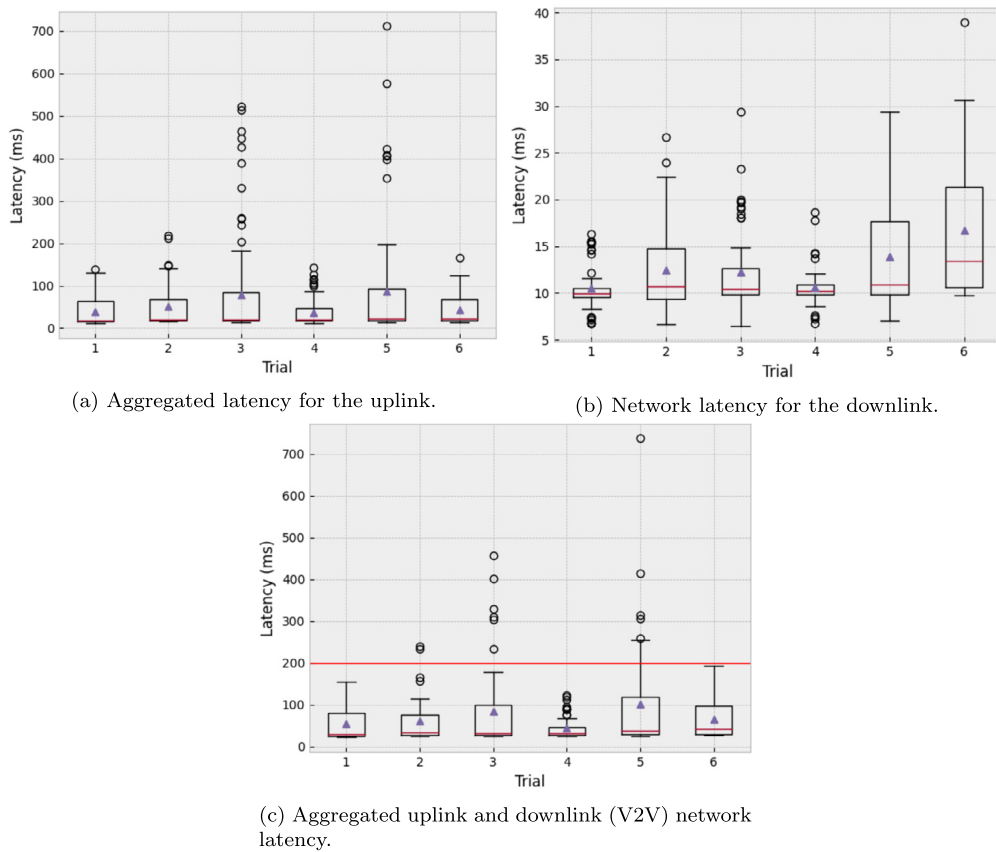 700
600
500
400
300
200
100
0
Latency (ms)
1 2 3 4 5 6
Trial
(a) Aggregated latency for the uplink.
40
35
30
25
20
15
10
5
Latency (ms)
1 2 3 4 5 6
Trial
(b) Network latency for the downlink.
700
600
500
400
300
200
100
0
Latency (ms)
1 2 3 4 5 6
Trial
(c) Aggregated uplink and downlink (V2V) network
latency.